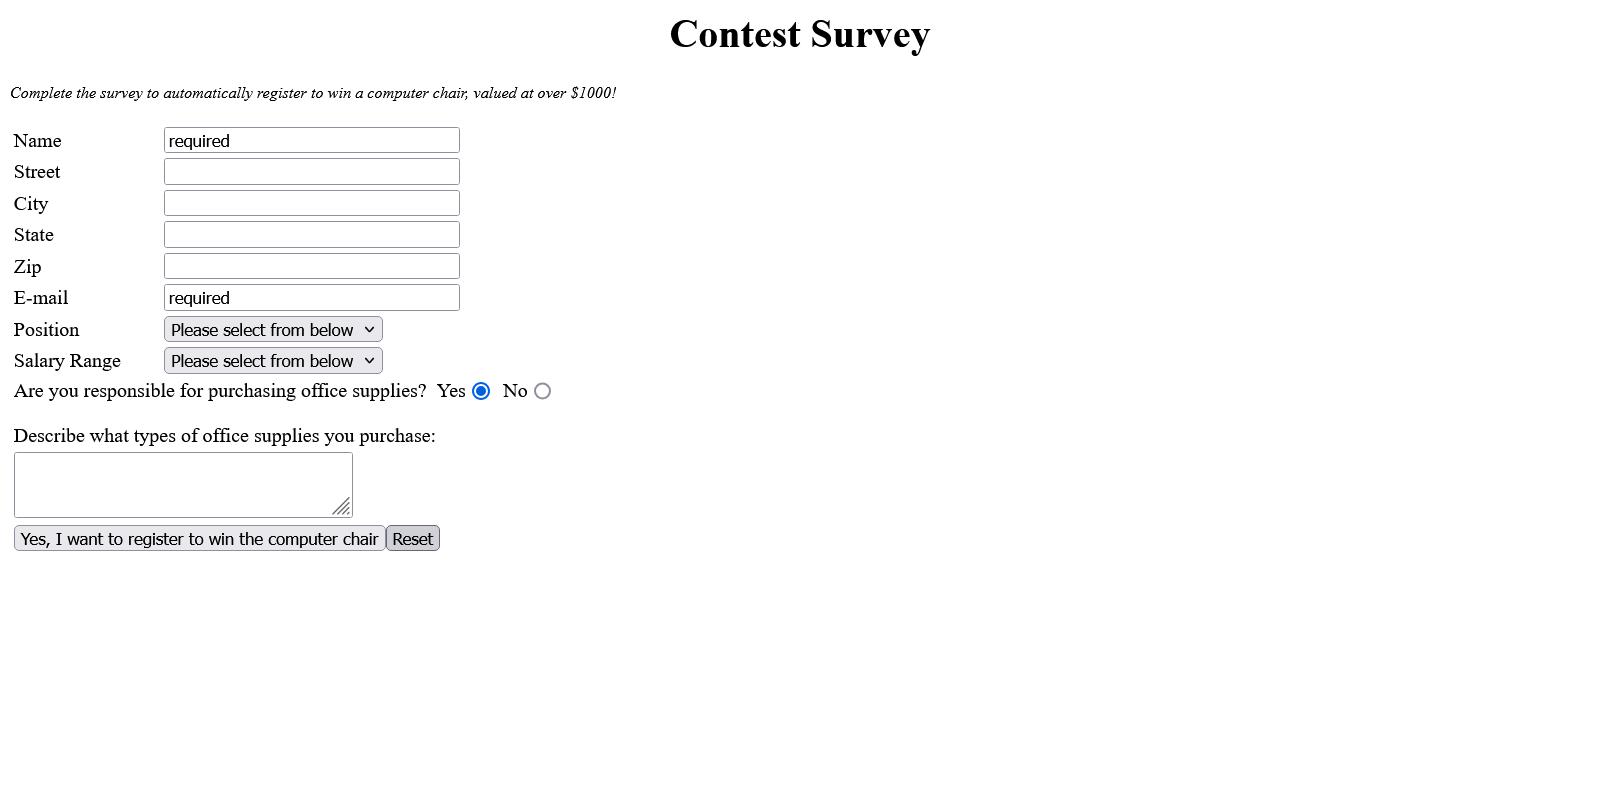 Contest Survey
Complete the survey to automatically register to win a computer chair, valued at over $1000!
Name required
Street
City
State
Zip
E-mail required
Position Please select from below
Salary Range Please select from below
Are you responsible for purchasing office supplies? Yes No
Describe what types of office supplies you purchase:
Yes, I want to register to win the computer chair Reset